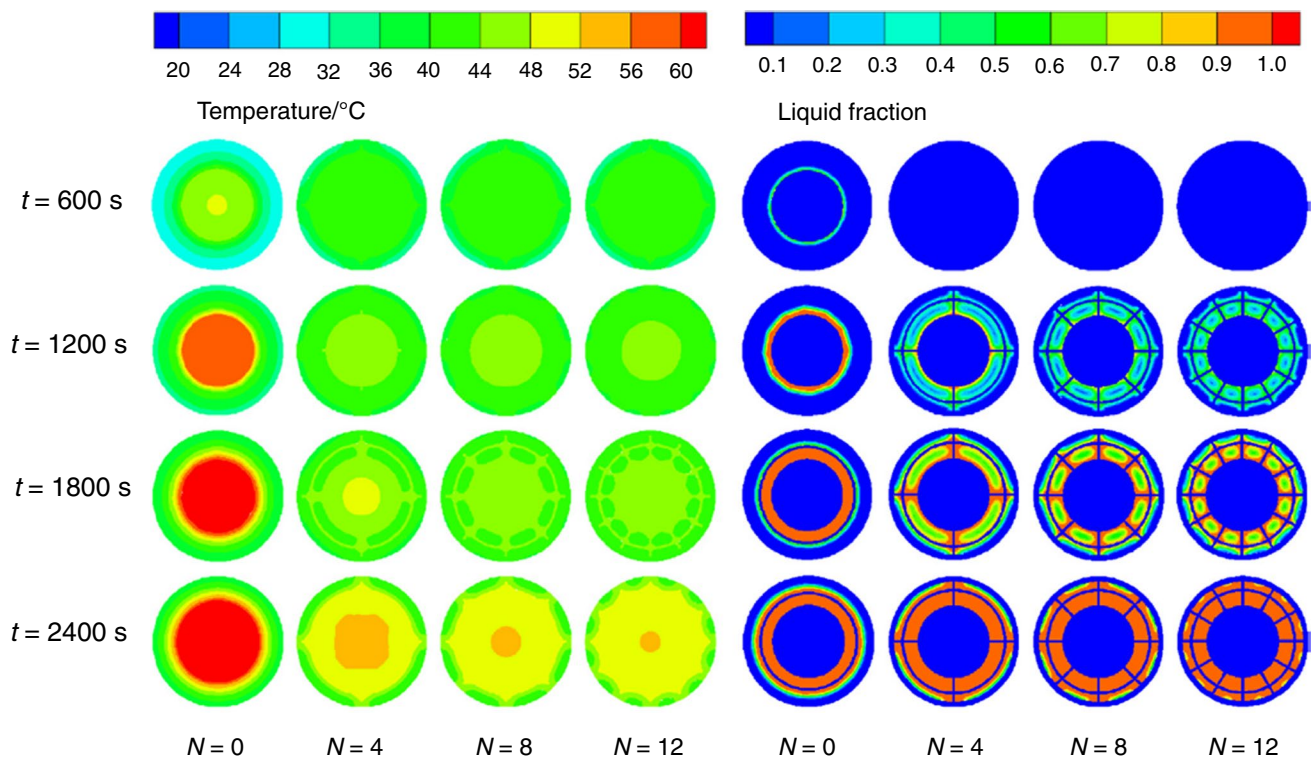 20 24 28 32 36 40 44 48 52 56 60 0.1 0.2 0.3 0.4 0.5 0.6 0.7 0.8 0.9 1.0
Temperature/°C Liquid fraction
t = 600 s
t = 1200 s
t = 1800 s
t = 2400 s
N = 0 N = 4 N = 8 N = 12 N = 0 N = 4 N = 8 N = 12